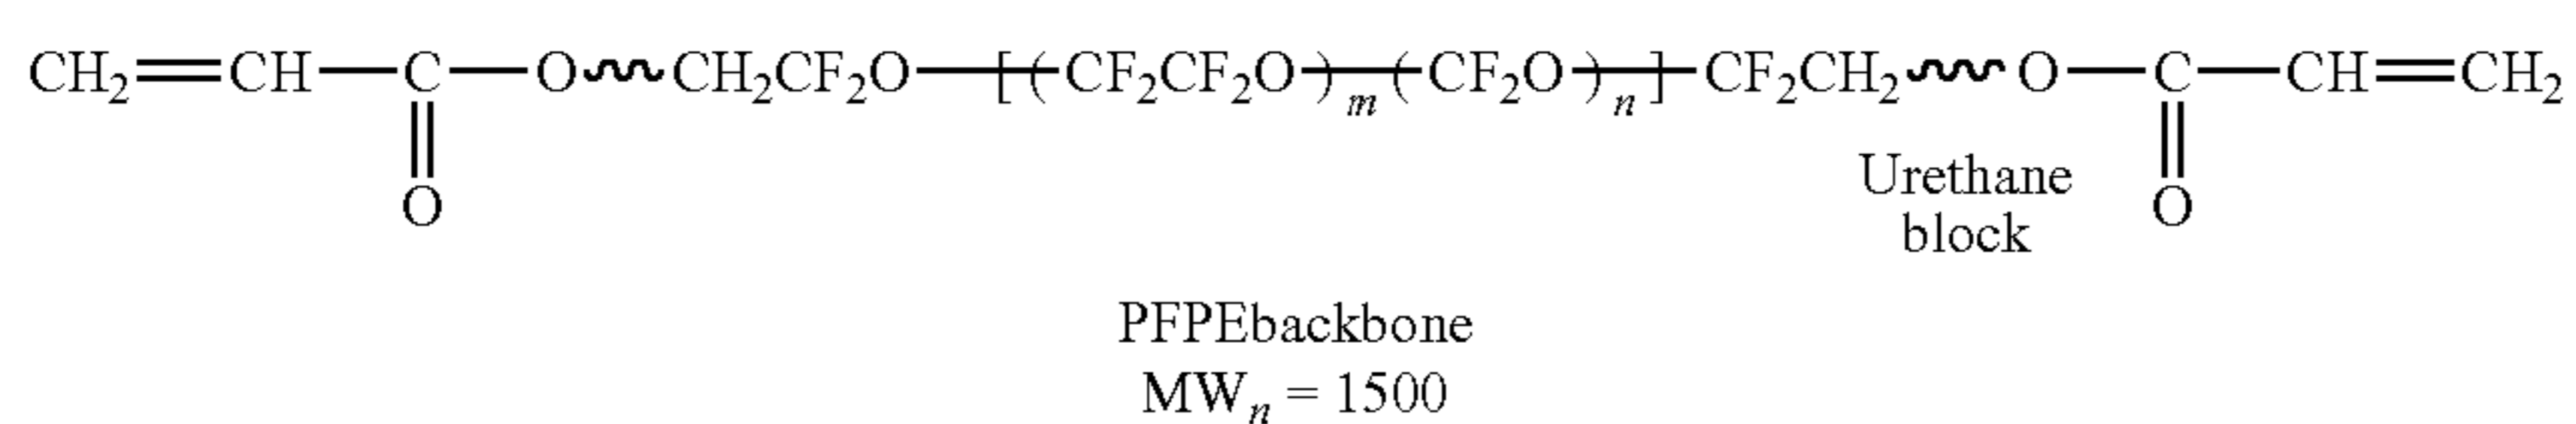 CH₂=CH—C—O CH₂CF₂O—[(CF₂CF₂O)ₘ(CF₂O)ₙ]—CF₂CH₂ O—C—CH=CH₂
O O
Urethane
block
PFPEbackbone
MWₙ = 1500